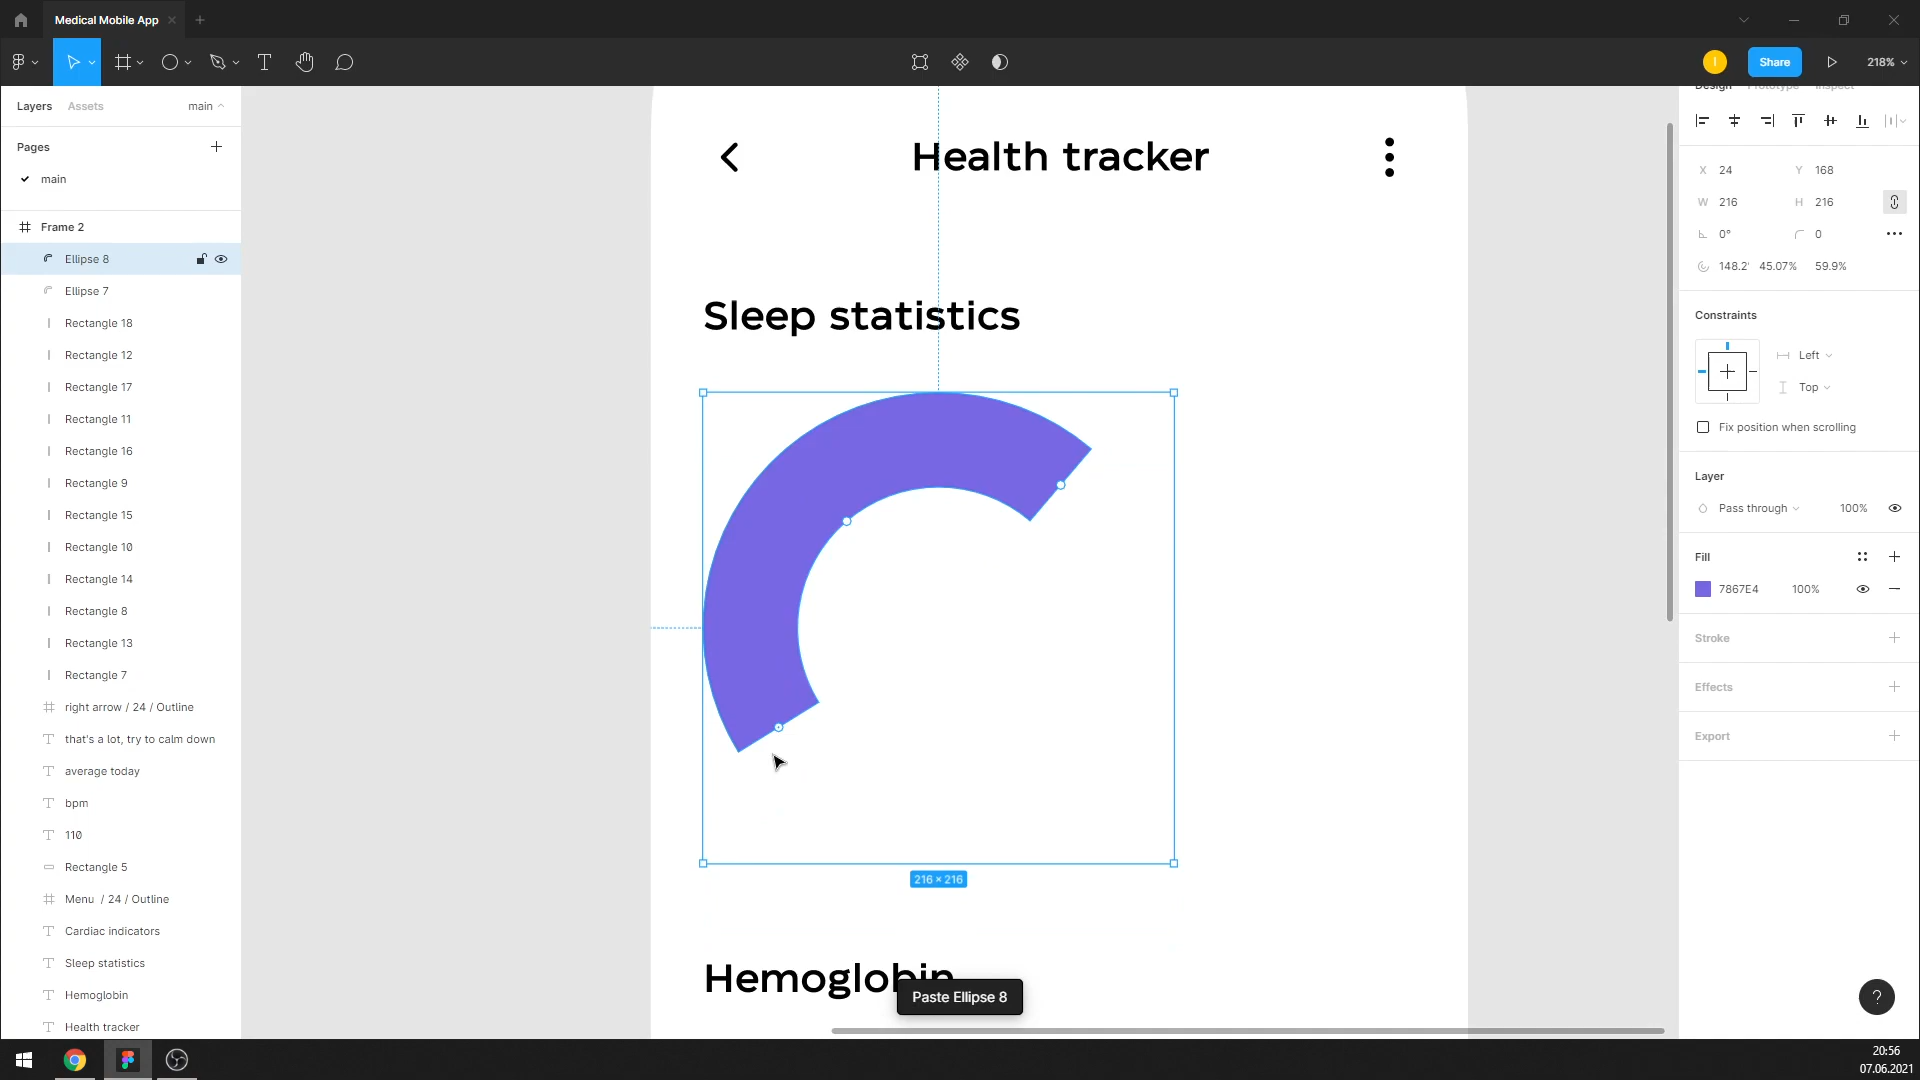 Medical Mobile App
Share
218%
Layers
Assets
main
Pages
main
Frame 2
Ellipse 8
Ellipse 7
Rectangle 18
Rectangle 12
Rectangle 17
Rectangle 11
Rectangle 16
Rectangle 9
Rectangle 15
Rectangle 10
Rectangle 14
Rectangle 8
Rectangle 13
Rectangle 7
right arrow / 24 / Outline
that's a lot, try to calm down
average today
bpm
110
Rectangle 5
Menu / 24 / Outline
Cardiac indicators
Sleep statistics
Hemoglobin
Health tracker
Health tracker
Sleep statistics
216 × 216
Hemoglobin
Paste Ellipse 8
Design Prototype Inspect
X 24 Y 168
W 216 H 216
0° 0
148.2° 45.07% 59.9%
Constraints
Left
Top
Fix position when scrolling
Layer
Pass through 100%
Fill
7867E4 100%
Stroke
Effects
Export
?
20:56
07.06.2021